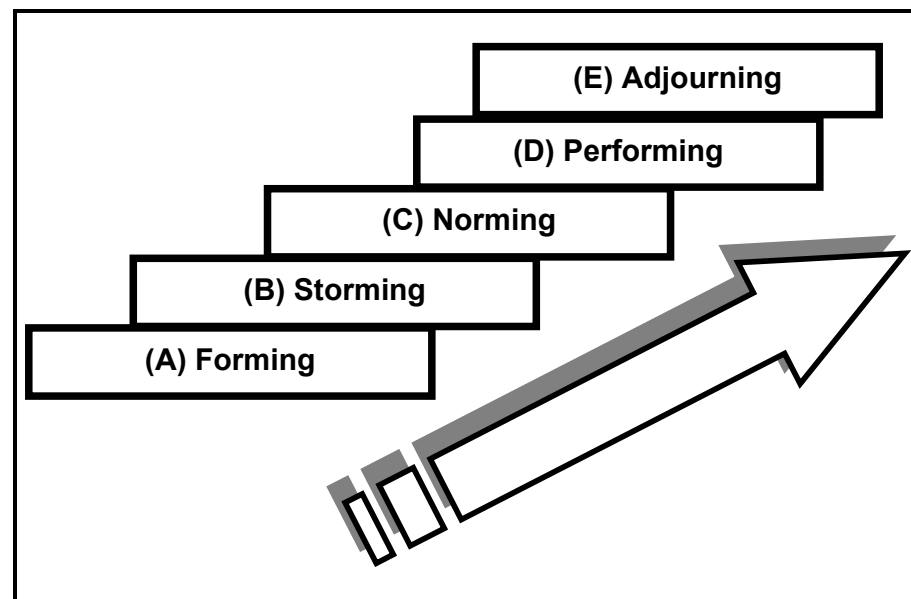 (E) Adjourning
(D) Performing
(C) Norming
(B) Storming
(A) Forming